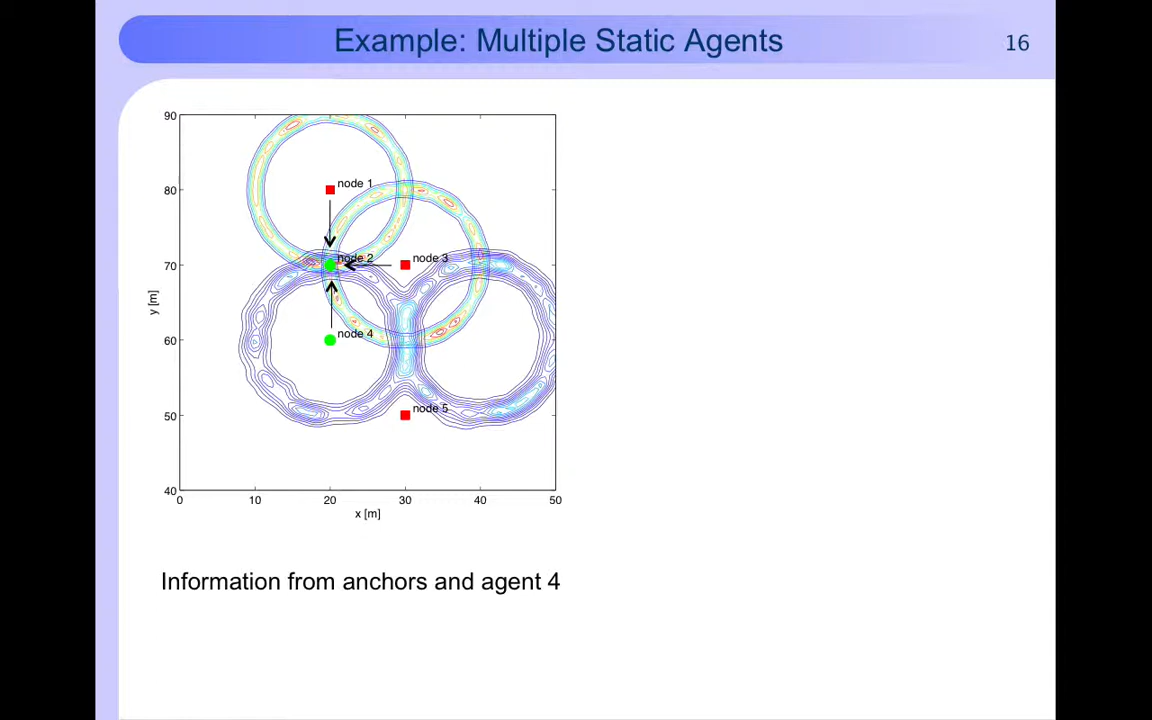 Example: Multiple Static Agents
16
90
80
70
60
50
40
y [m]
node 1
node 2
node 3
node 4
node 5
0
10
20
30
40
50
x [m]
Information from anchors and agent 4